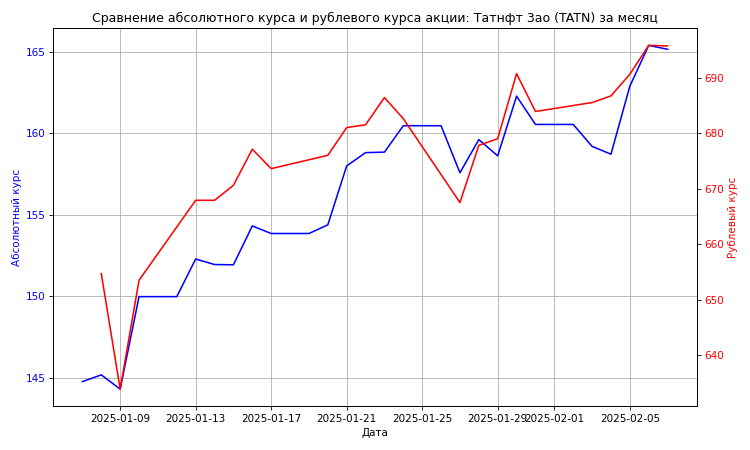 Сравнение абсолютного курса и рублевого курса акции: Татнфт 3ао (TATN) за месяц
165
160
155
150
145
Абсолютный курс
690
680
670
660
650
640
Рублевый курс
2025-01-09 2025-01-13 2025-01-17 2025-01-21 2025-01-25 2025-01-29 2025-02-01 2025-02-05
Дата